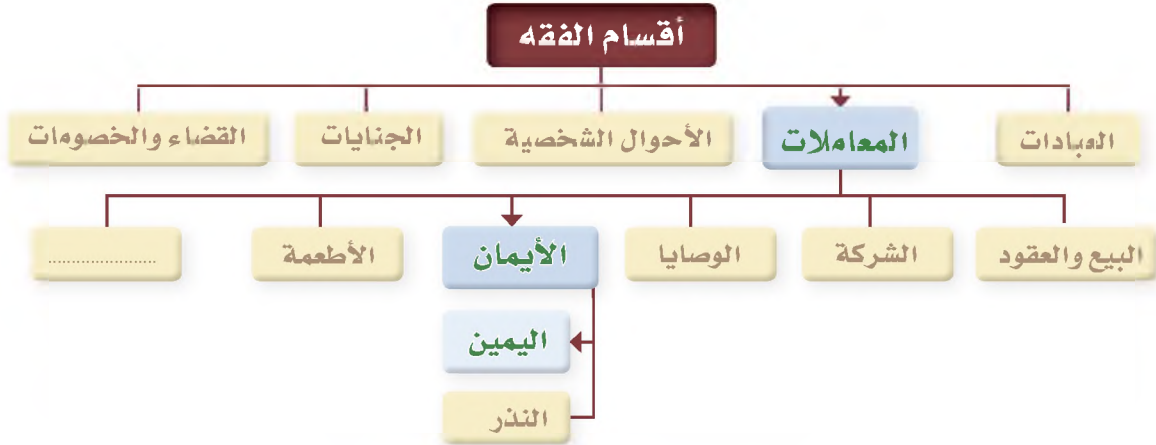 أقسام الفقه
العبادات
المعاملات
الأحوال الشخصية
الجنايات
القضاء والخصومات
البيع والعقود
الشركة
الوصايا
الأيمان
الأطعمة
......................
اليمين
النذر